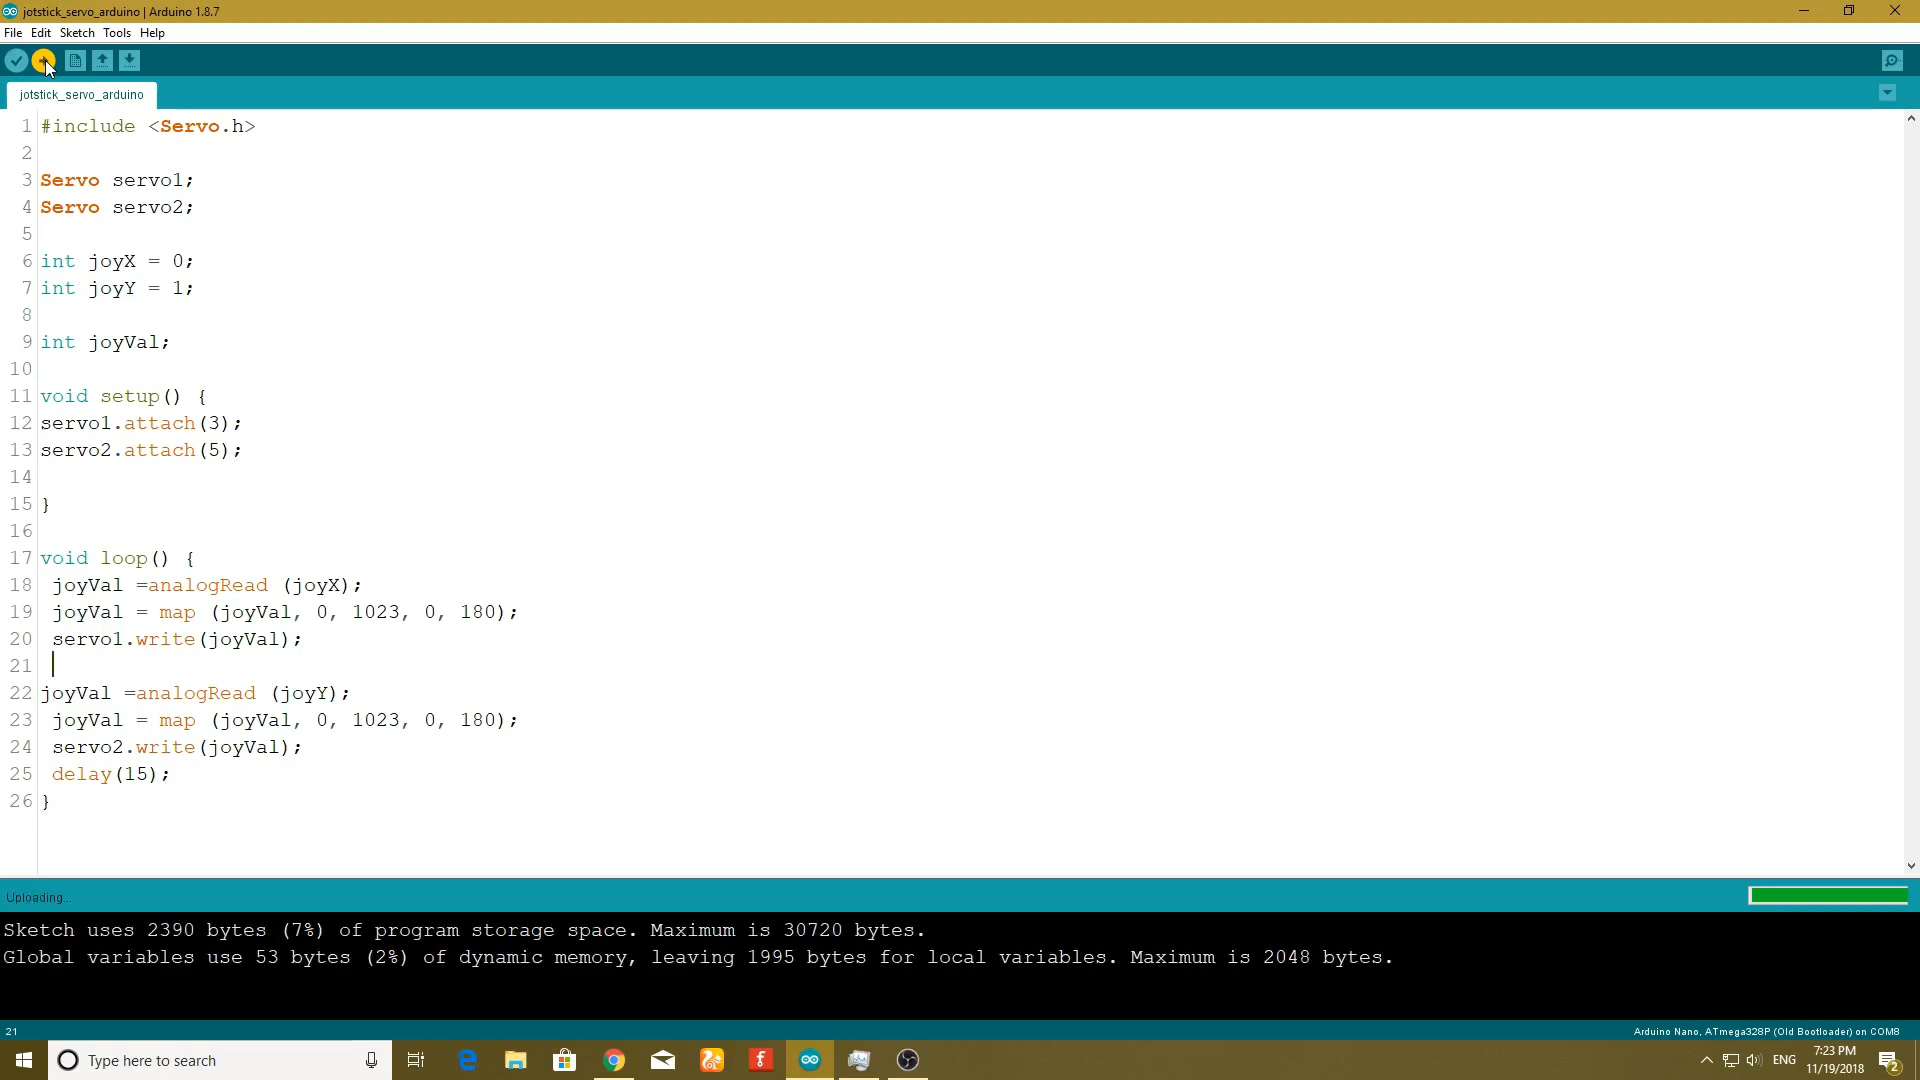 jotstick_servo_arduino | Arduino 1.8.7
File Edit Sketch Tools Help
jotstick_servo_arduino
1 #include <Servo.h>
2
3 Servo servo1;
4 Servo servo2;
5
6 int joyX = 0;
7 int joyY = 1;
8
9 int joyVal;
10
11 void setup() {
12 servo1.attach(3);
13 servo2.attach(5);
14
15 }
16
17 void loop() {
18 joyVal =analogRead (joyX);
19 joyVal = map (joyVal, 0, 1023, 0, 180);
20 servo1.write(joyVal);
21
22 joyVal =analogRead (joyY);
23 joyVal = map (joyVal, 0, 1023, 0, 180);
24 servo2.write(joyVal);
25 delay(15);
26 }
Uploading...
Sketch uses 2390 bytes (7%) of program storage space. Maximum is 30720 bytes.
Global variables use 53 bytes (2%) of dynamic memory, leaving 1995 bytes for local variables. Maximum is 2048 bytes.
21
Arduino Nano, ATmega328P (Old Bootloader) on COM8
Type here to search
ENG
7:23 PM
11/19/2018
2